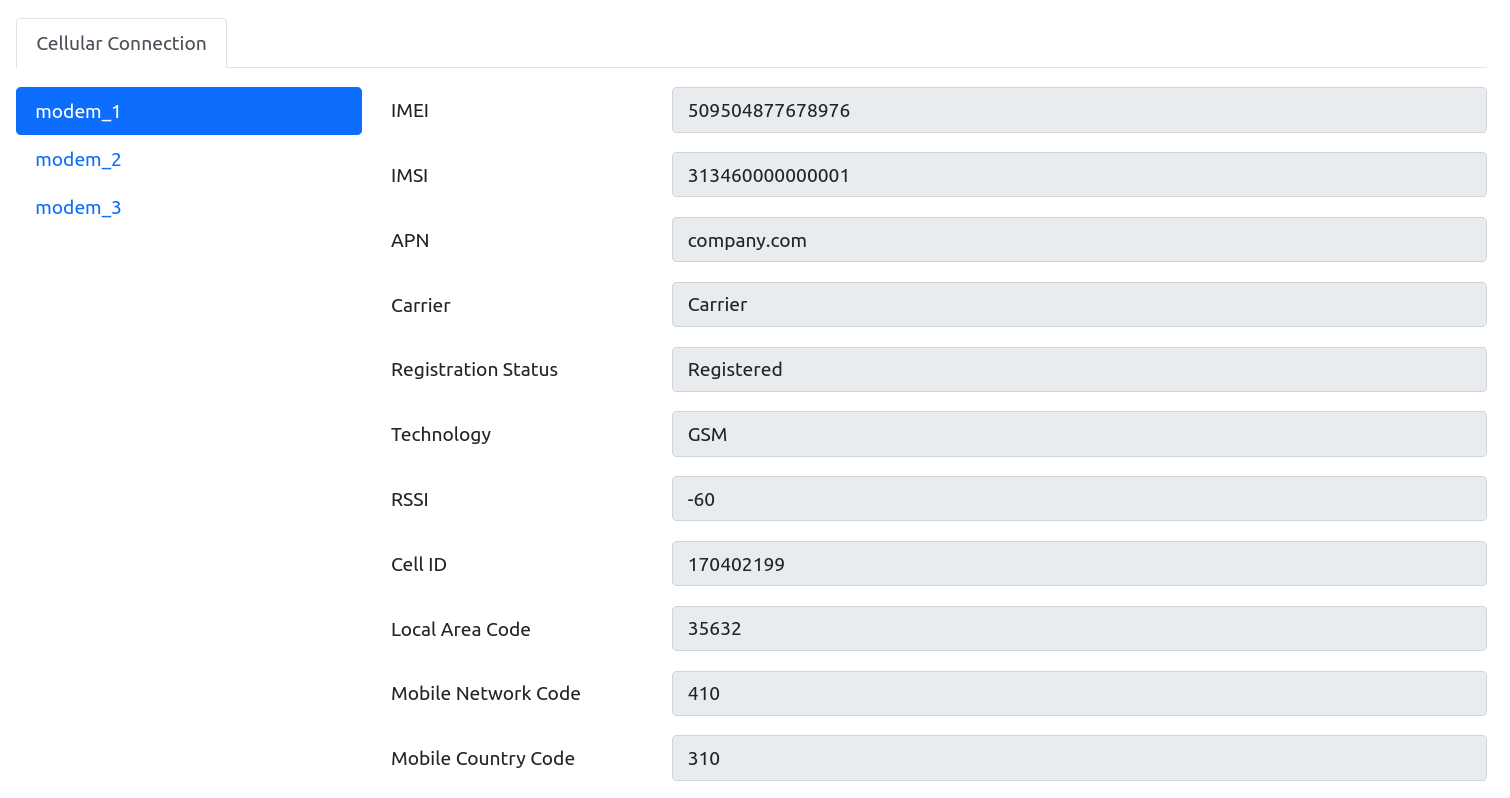 Cellular Connection
modem_1
modem_2
modem_3
IMEI 509504877678976
IMSI 313460000000001
APN company.com
Carrier Carrier
Registration Status Registered
Technology GSM
RSSI -60
Cell ID 170402199
Local Area Code 35632
Mobile Network Code 410
Mobile Country Code 310